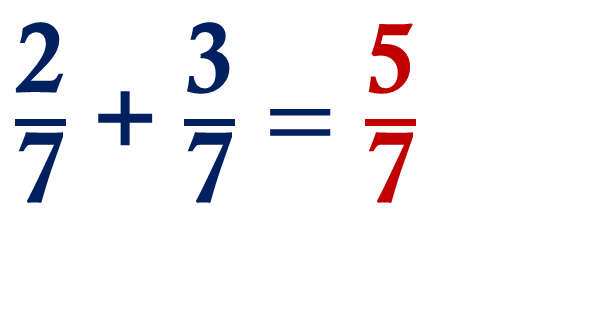 2/7 + 3/7 = 5/7